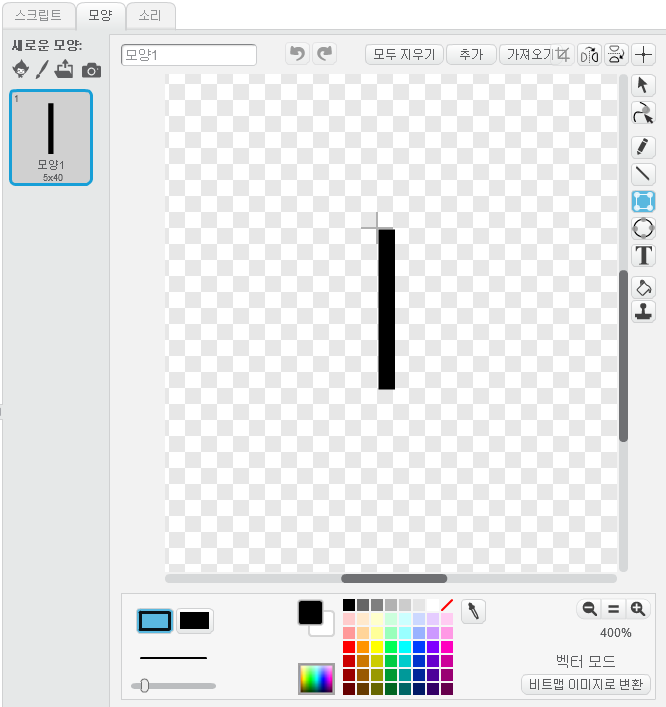 스크립트 모양 소리
새로운 모양:
모양1
모두 지우기 추가 가져오기
1
모양1
5x40
T
400%
벡터 모드
비트맵 이미지로 변환